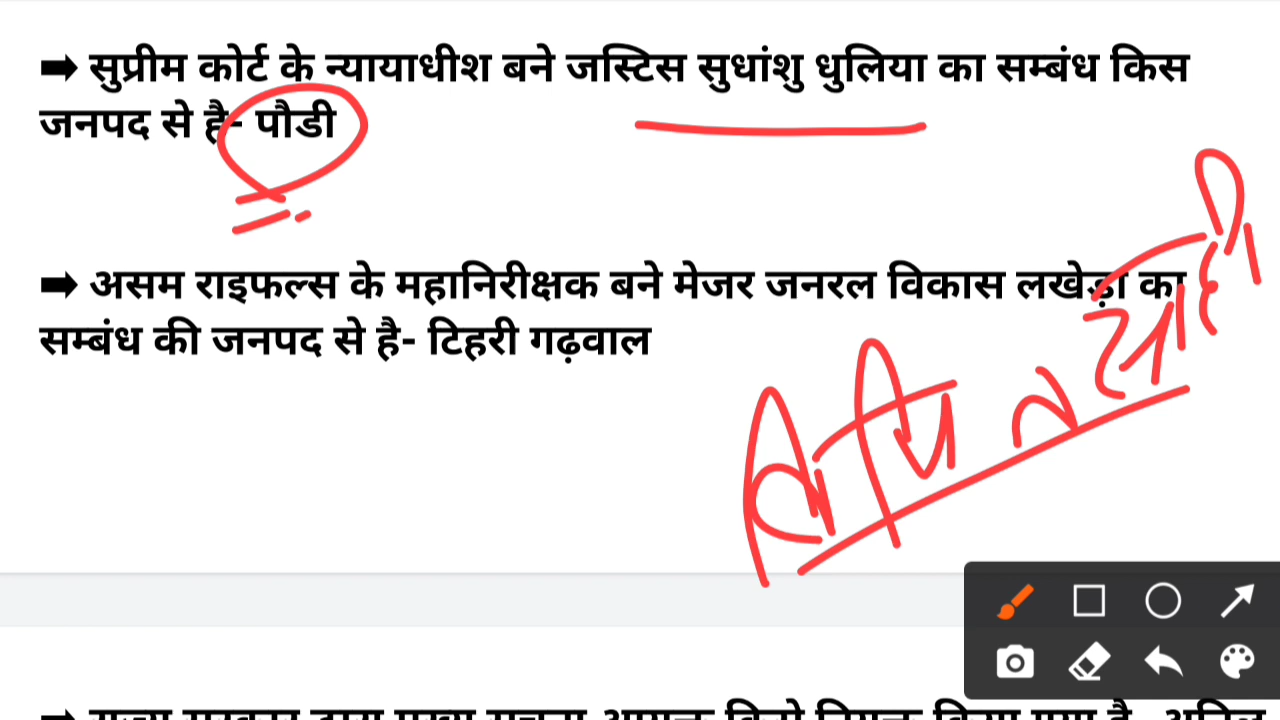 ➡ सुप्रीम कोर्ट के न्यायाधीश बने जस्टिस सुधांशु धुलिया का सम्बंध किस
जनपद से है- पौडी
➡ असम राइफल्स के महानिरीक्षक बने मेजर जनरल विकास लखेड़ा का
सम्बंध की जनपद से है- टिहरी गढ़वाल